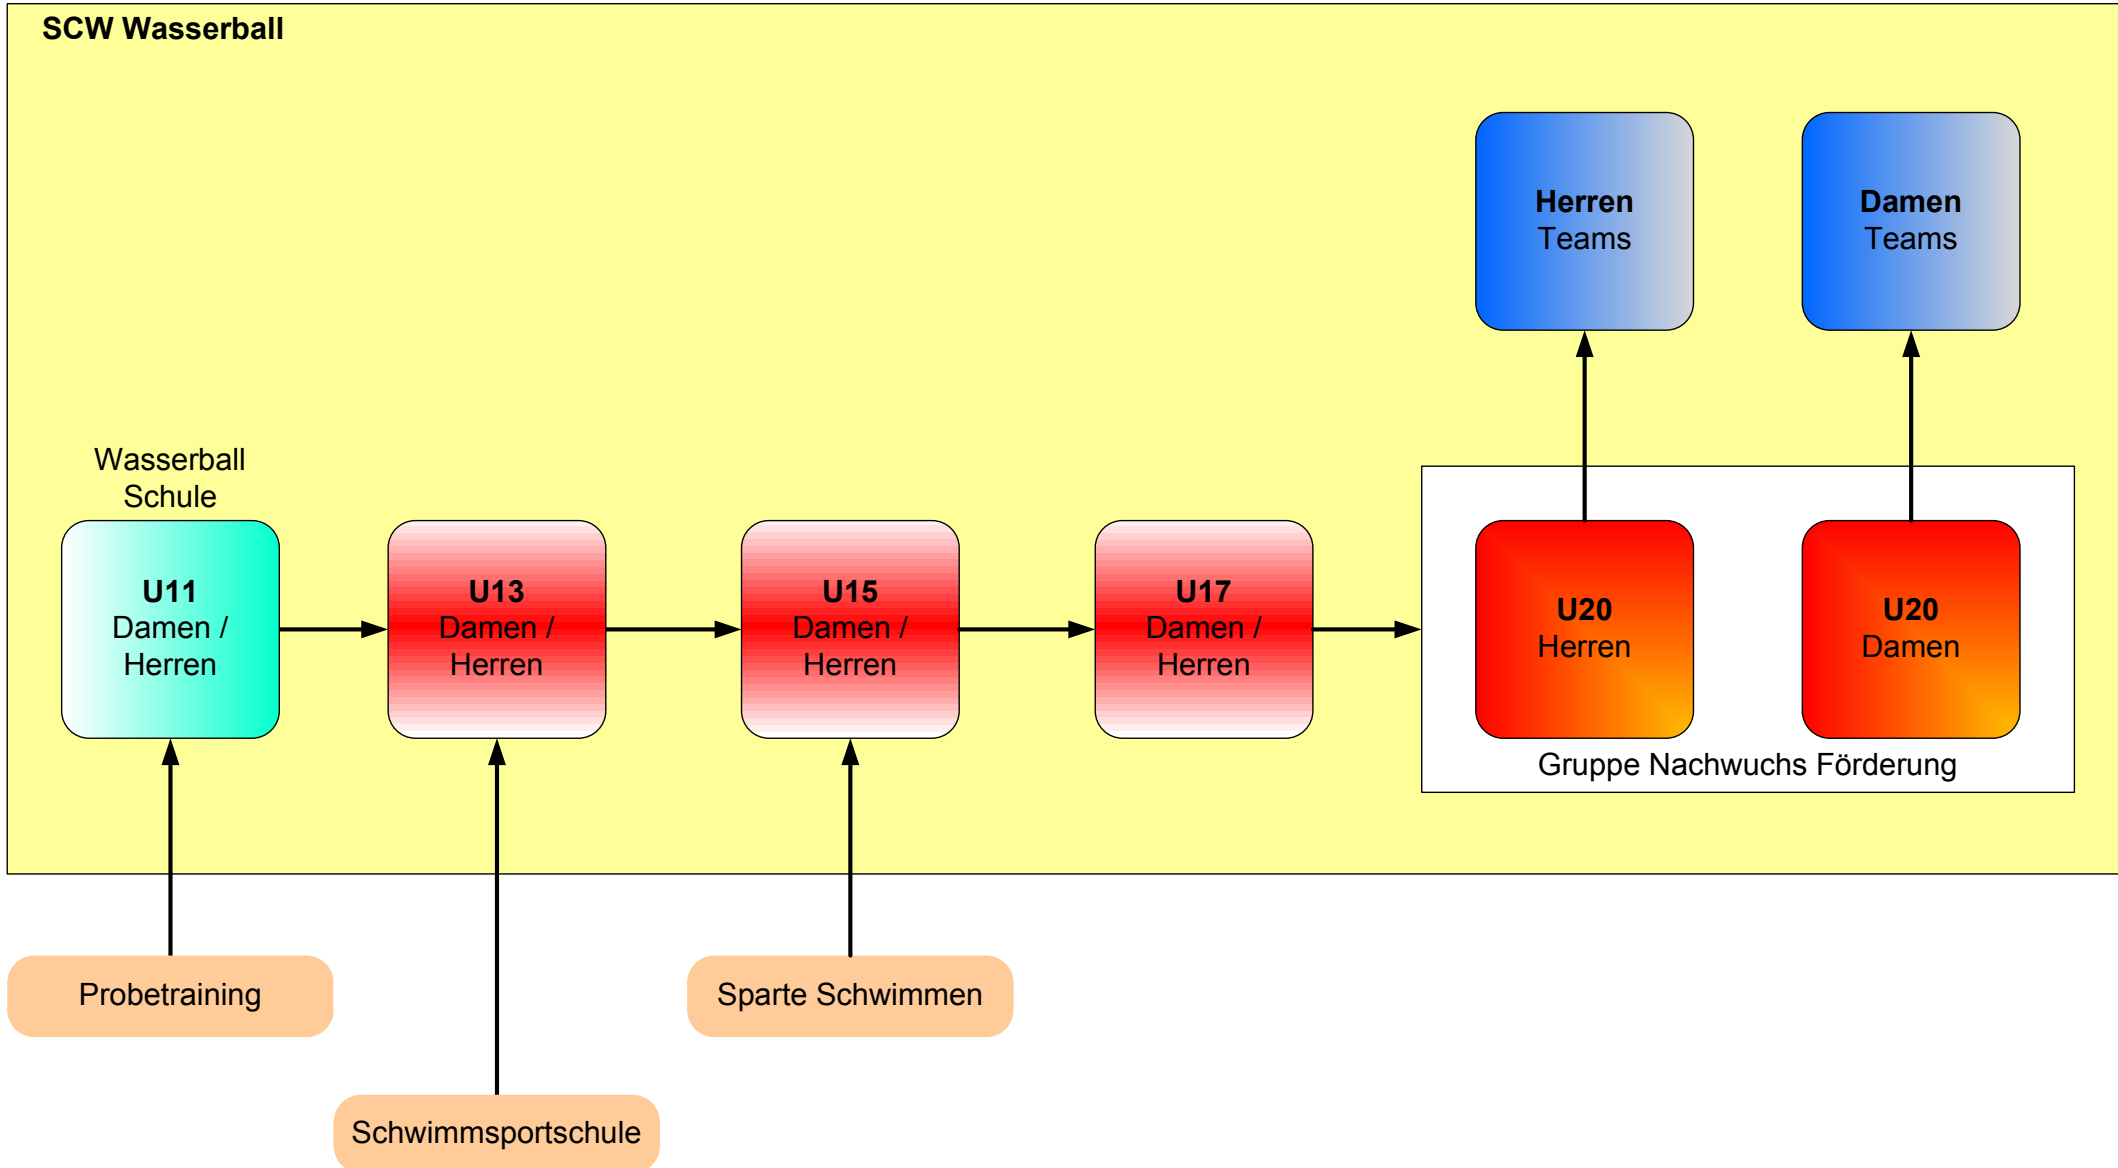 SCW Wasserball
Herren
Teams
Damen
Teams
Wasserball
Schule
U11
Damen /
Herren
U13
Damen /
Herren
U15
Damen /
Herren
U17
Damen /
Herren
U20
Herren
U20
Damen
Gruppe Nachwuchs Förderung
Probetraining
Sparte Schwimmen
Schwimmsportschule